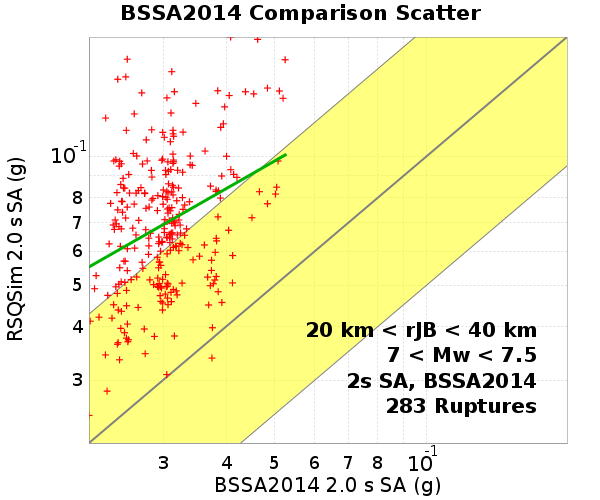 BSSA2014 Comparison Scatter
RSQSim 2.0 s SA (g)
10-1
8
7
6
5
4
3
20 km < rJB < 40 km
7 < Mw < 7.5
2s SA, BSSA2014
283 Ruptures
3 4 5 6 7 8 10-1
BSSA2014 2.0 s SA (g)